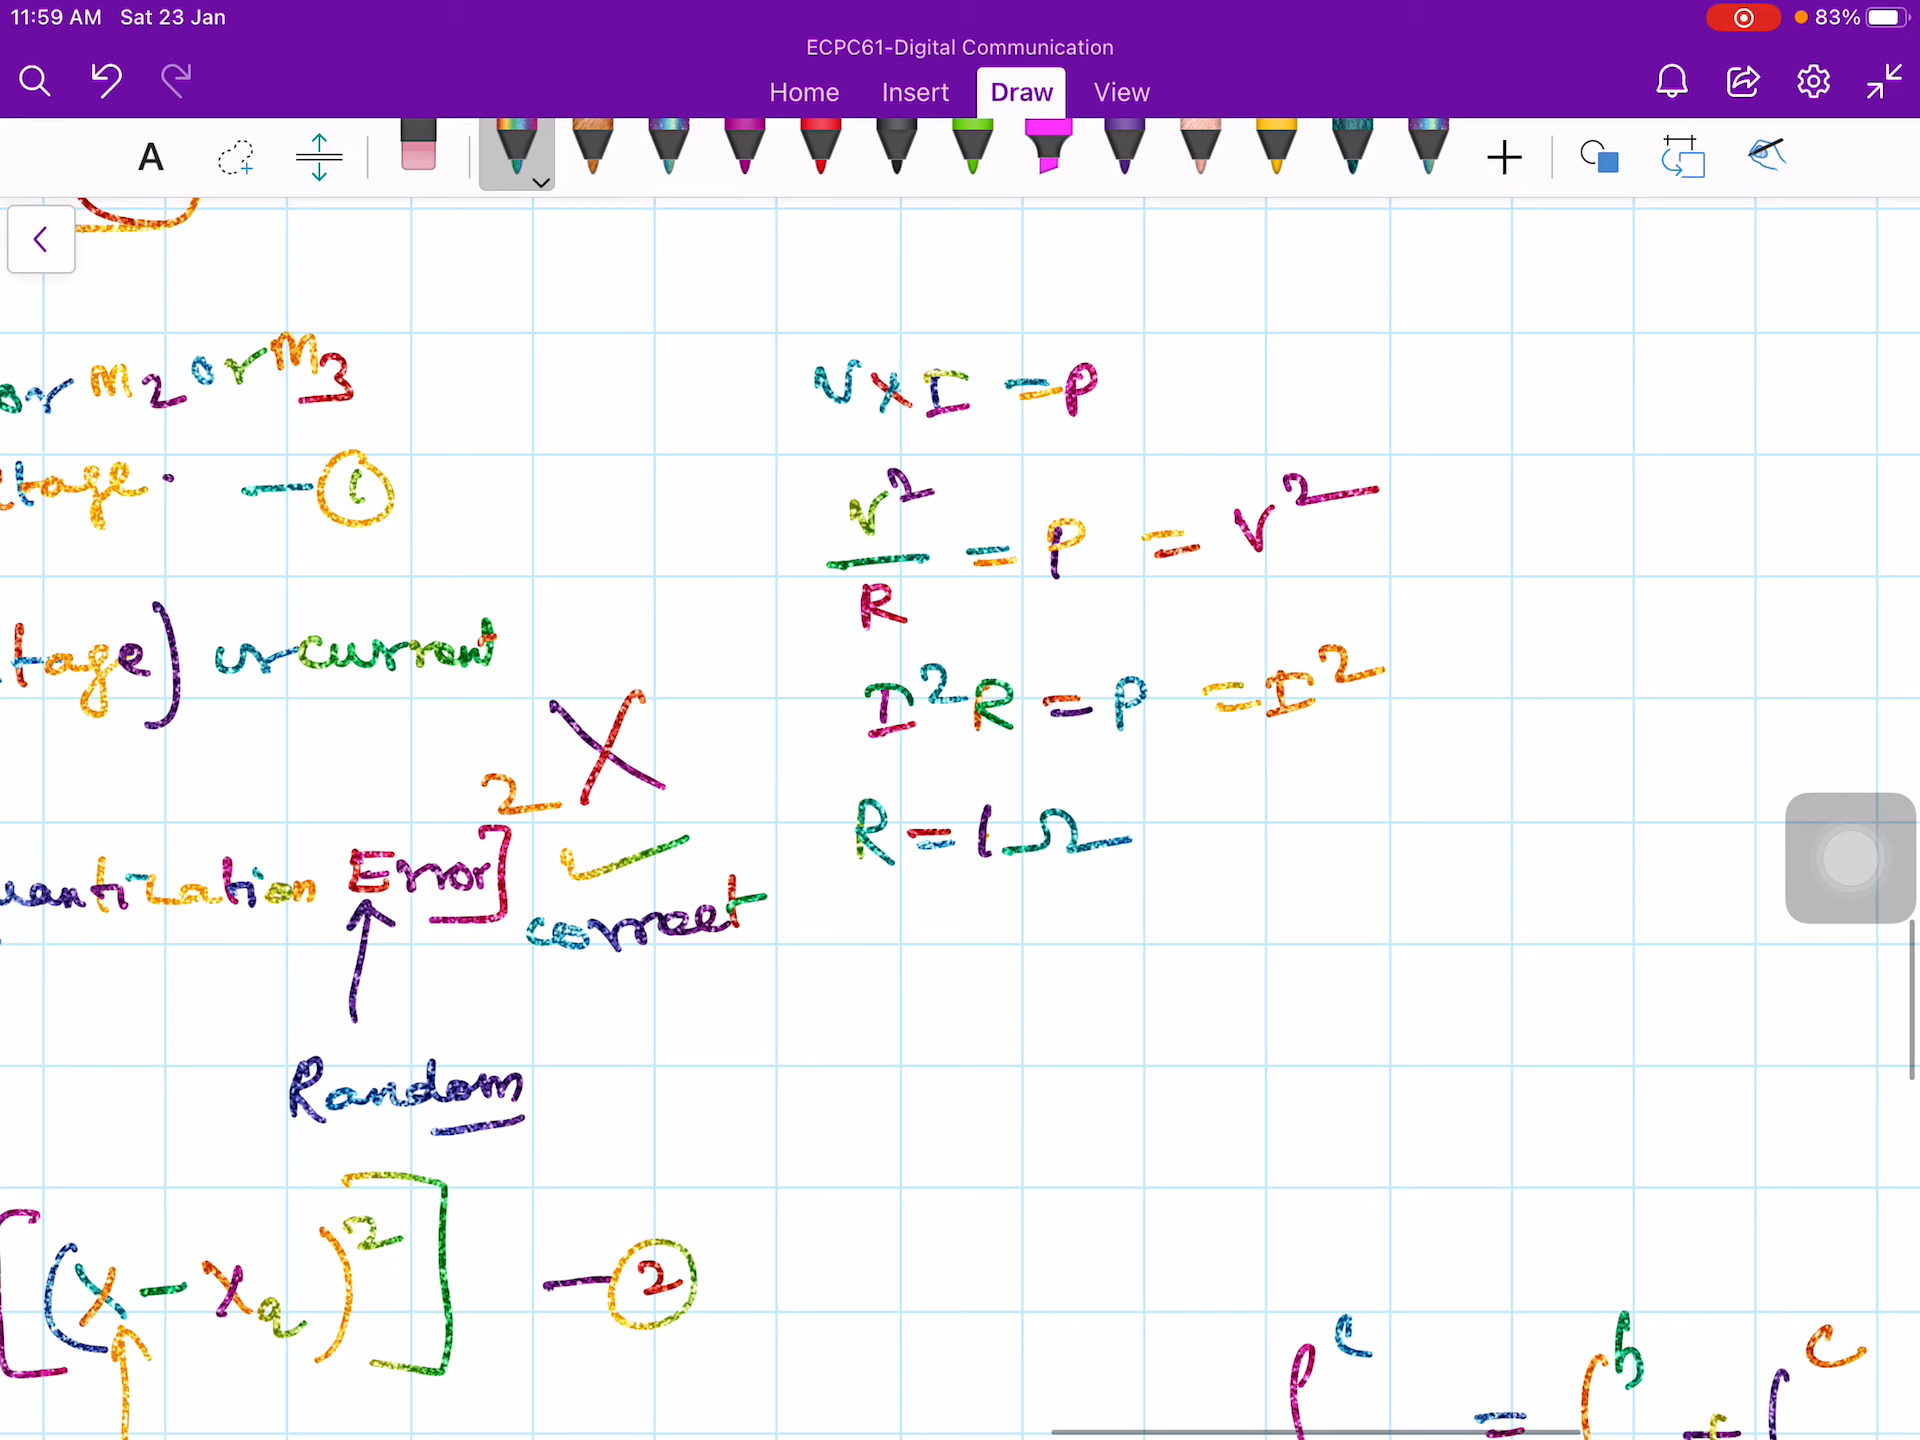 11:59 AM Sat 23 Jan
83%
ECPC61-Digital Communication
Home Insert Draw View
A
or m2 or m3
tage. - 1
tage) or current
2 X
uantization Error] ✓
correct
Random
[(x - xq)²] - 2
V x I = P
V²/R = P = V²
I²R = P = I²
R = 1Ω
∫ᶜ = ∫ᵇ + ∫ᶜ